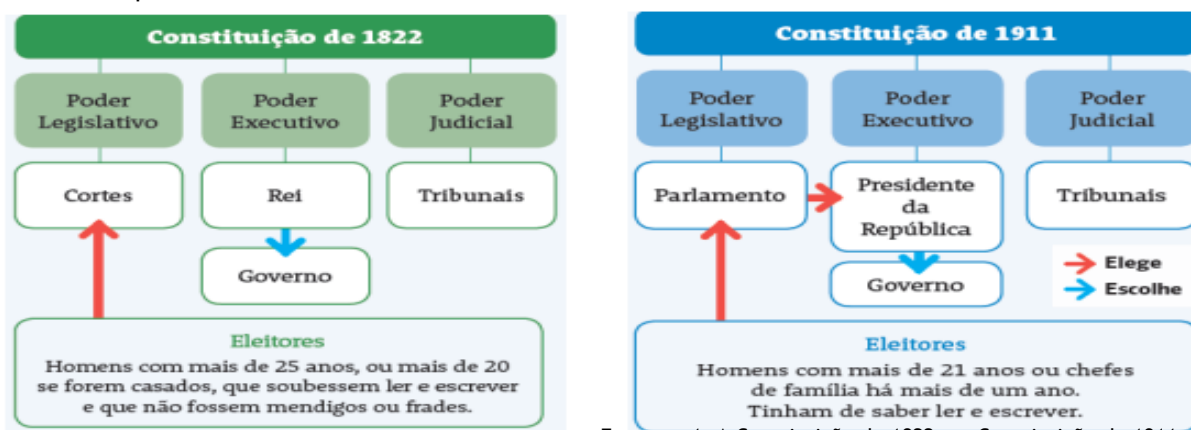 Constituição de 1822
Poder
Legislativo
Poder
Executivo
Poder
Judicial
Cortes
Rei
Tribunais
Governo
Eleitores
Homens com mais de 25 anos, ou mais de 20
se forem casados, que soubessem ler e escrever
e que não fossem mendigos ou frades.
Constituição de 1911
Poder
Legislativo
Poder
Executivo
Poder
Judicial
Parlamento
Presidente
da
República
Tribunais
Governo
Elege
Escolhe
Eleitores
Homens com mais de 21 anos ou chefes
de família há mais de um ano.
Tinham de saber ler e escrever.